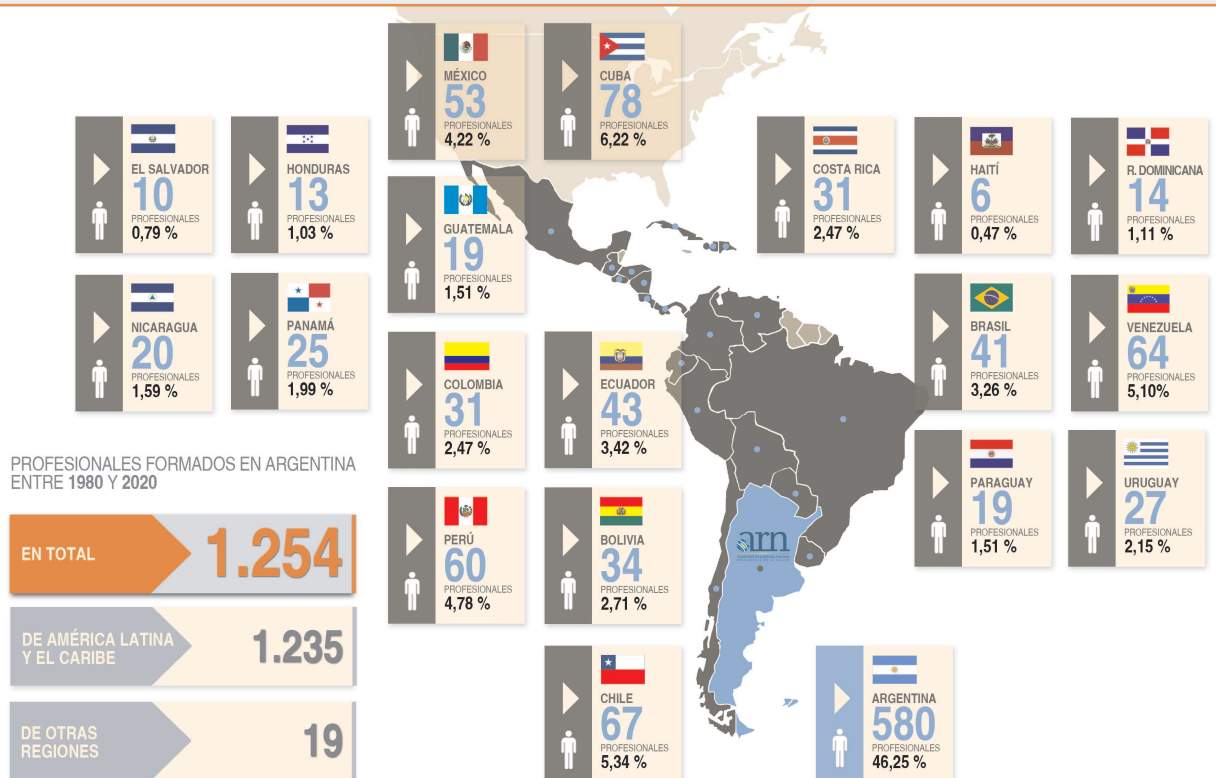 MÉXICO
53
PROFESIONALES
4,22 %
CUBA
78
PROFESIONALES
6,22 %
EL SALVADOR
10
PROFESIONALES
0,79 %
HONDURAS
13
PROFESIONALES
1,03 %
GUATEMALA
19
PROFESIONALES
1,51 %
COSTA RICA
31
PROFESIONALES
2,47 %
HAITÍ
6
PROFESIONALES
0,47 %
R. DOMINICANA
14
PROFESIONALES
1,11 %
NICARAGUA
20
PROFESIONALES
1,59 %
PANAMÁ
25
PROFESIONALES
1,99 %
COLOMBIA
31
PROFESIONALES
2,47 %
ECUADOR
43
PROFESIONALES
3,42 %
BRASIL
41
PROFESIONALES
3,26 %
VENEZUELA
64
PROFESIONALES
5,10%
PERÚ
60
PROFESIONALES
4,78 %
BOLIVIA
34
PROFESIONALES
2,71 %
PARAGUAY
19
PROFESIONALES
1,51 %
URUGUAY
27
PROFESIONALES
2,15 %
CHILE
67
PROFESIONALES
5,34 %
ARGENTINA
580
PROFESIONALES
46,25 %
arn
PROFESIONALES FORMADOS EN ARGENTINA
ENTRE 1980 Y 2020
EN TOTAL
1.254
DE AMÉRICA LATINA
Y EL CARIBE
1.235
DE OTRAS
REGIONES
19